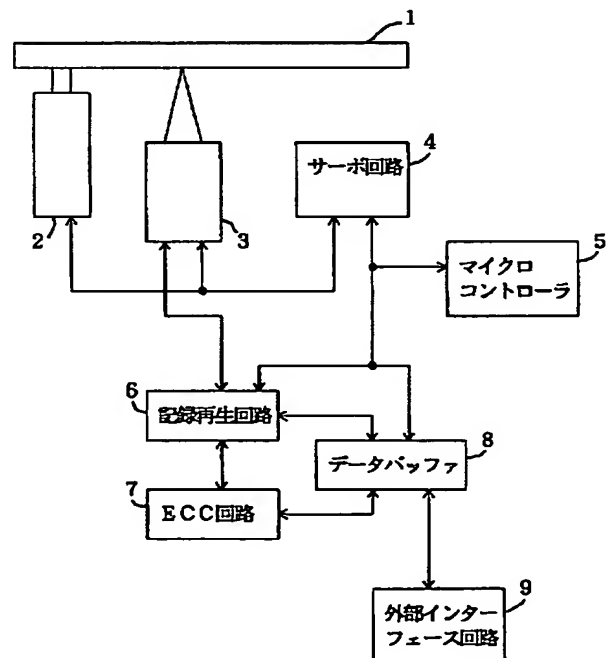 1
4
サーボ回路
2
3
5
マイクロ
コントローラ
6
記録再生回路
8
データバッファ
7
ECC回路
9
外部インター
フェース回路